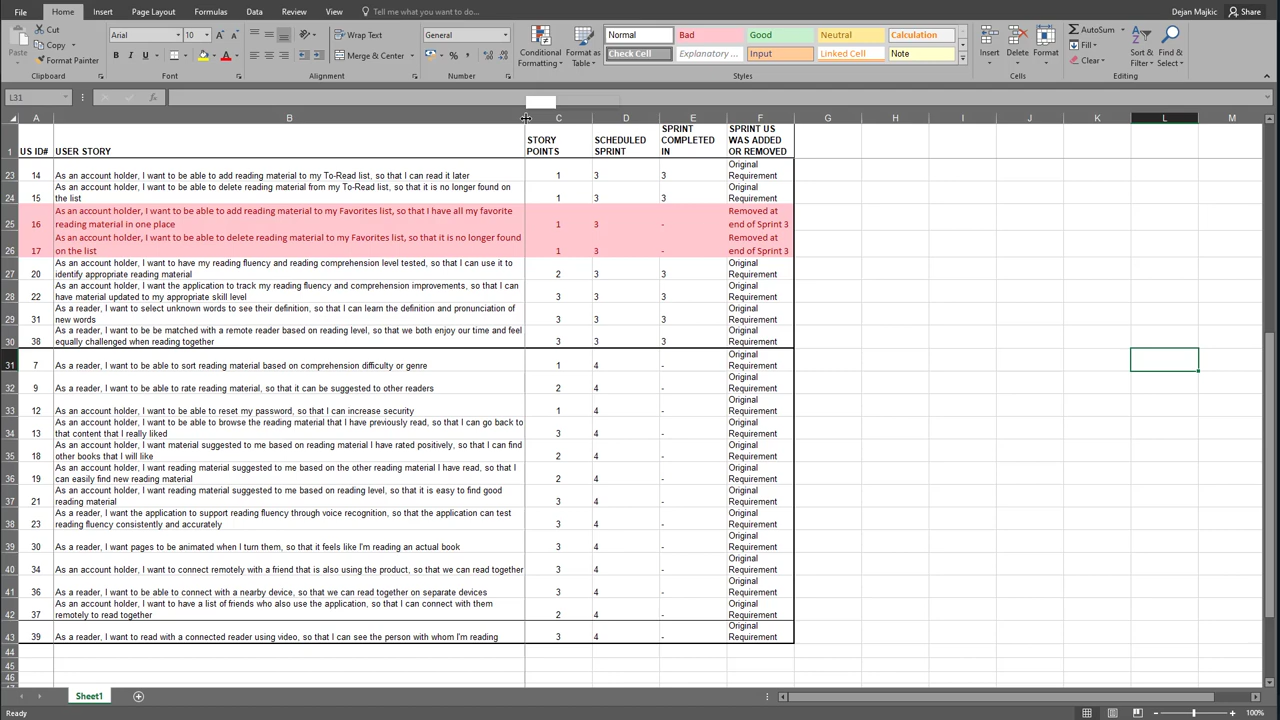 File Home Insert Page Layout Formulas Data Review View Tell me what you want to do... Dejan Majkic Share
Cut
Copy
Format Painter
Paste
Clipboard
Arial 10
B I U
Font
Wrap Text
Merge & Center
Alignment
General
Number
Conditional Formatting
Format as Table
Normal Bad Good Neutral Calculation
Check Cell Explanatory ... Input Linked Cell Note
Styles
Insert Delete Format
Cells
AutoSum
Fill
Clear
Sort & Filter
Find & Select
Editing
L31
A B C D E F G H I J K L M
1 US ID# USER STORY STORY POINTS SCHEDULED SPRINT SPRINT COMPLETED IN SPRINT US WAS ADDED OR REMOVED
23 14 As an account holder, I want to be able to add reading material to my To-Read list, so that I can read it later 1 3 3 Original Requirement
24 15 As an account holder, I want to be able to delete reading material from my To-Read list, so that it is no longer found on the list 1 3 3 Original Requirement
25 16 As an account holder, I want to be able to add reading material to my Favorites list, so that I have all my favorite reading material in one place 1 3 - Removed at end of Sprint 3
26 17 As an account holder, I want to be able to delete reading material to my Favorites list, so that it is no longer found on the list 1 3 - Removed at end of Sprint 3
27 20 As an account holder, I want to have my reading fluency and reading comprehension level tested, so that I can use it to identify appropriate reading material 2 3 3 Original Requirement
28 22 As an account holder, I want the application to track my reading fluency and comprehension improvements, so that I can have material updated to my appropriate skill level 3 3 3 Original Requirement
29 31 As a reader, I want to select unknown words to see their definition, so that I can learn the definition and pronunciation of new words 3 3 3 Original Requirement
30 38 As a reader, I want to be be matched with a remote reader based on reading level, so that we both enjoy our time and feel equally challenged when reading together 3 3 3 Original Requirement
31 7 As a reader, I want to be able to sort reading material based on comprehension difficulty or genre 1 4 - Original Requirement
32 9 As a reader, I want to be able to rate reading material, so that it can be suggested to other readers 2 4 - Original Requirement
33 12 As an account holder, I want to be able to reset my password, so that I can increase security 1 4 - Original Requirement
34 13 As an account holder, I want to be able to browse the reading material that I have previously read, so that I can go back to that content that I really liked 3 4 - Original Requirement
35 18 As an account holder, I want material suggested to me based on reading material I have rated positively, so that I can find other books that I will like 2 4 - Original Requirement
36 19 As an account holder, I want reading material suggested to me based on the other reading material I have read, so that I can easily find new reading material 2 4 - Original Requirement
37 21 As an account holder, I want reading material suggested to me based on reading level, so that it is easy to find good reading material 3 4 - Original Requirement
38 23 As an account holder, I want the application to support reading fluency through voice recognition, so that the application can test reading fluency consistently and accurately 3 4 - Original Requirement
39 30 As a reader, I want pages to be animated when I turn them, so that it feels like I'm reading an actual book 3 4 - Original Requirement
40 34 As an account holder, I want to connect remotely with a friend that is also using the product, so that we can read together 3 4 - Original Requirement
41 36 As a reader, I want to be able to connect with a nearby device, so that we can read together on separate devices 3 4 - Original Requirement
42 37 As an account holder, I want to have a list of friends who also use the application, so that I can connect with them remotely to read together 2 4 - Original Requirement
43 39 As a reader, I want to read with a connected reader using video, so that I can see the person with whom I'm reading 3 4 - Original Requirement
44
45
46
Sheet1
Ready 100%